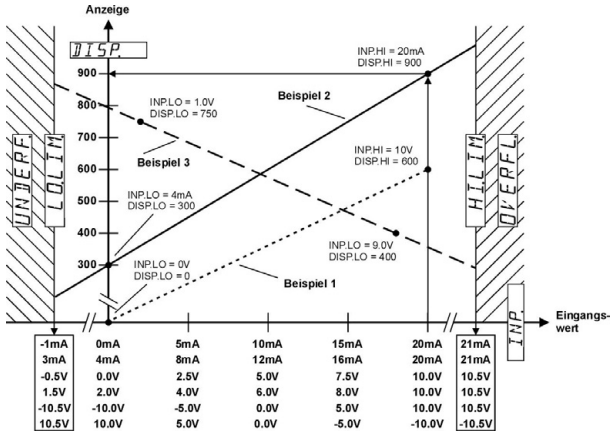 Anzeige
DISP.
900
800
700
600
500
400
300
INP.HI = 20mA
DISP.HI = 900
INP.LO = 1.0V
DISP.LO = 750
Beispiel 2
INP.HI = 10V
DISP.HI = 600
Beispiel 3
INP.LO = 4mA
DISP.LO = 300
INP.LO = 9.0V
DISP.LO = 400
INP.LO = 0V
DISP.LO = 0
Beispiel 1
UNDERF.
LO.LIM.
HI.LIM.
OVERFL.
INP.
Eingangs-
wert
-1mA 0mA 5mA 10mA 15mA 20mA 21mA
3mA 4mA 8mA 12mA 16mA 20mA 21mA
-0.5V 0.0V 2.5V 5.0V 7.5V 10.0V 10.5V
1.5V 2.0V 4.0V 6.0V 8.0V 10.0V 10.5V
-10.5V -10.0V -5.0V 0.0V 5.0V 10.0V 10.5V
10.5V 10.0V 5.0V 0.0V -5.0V -10.0V -10.5V